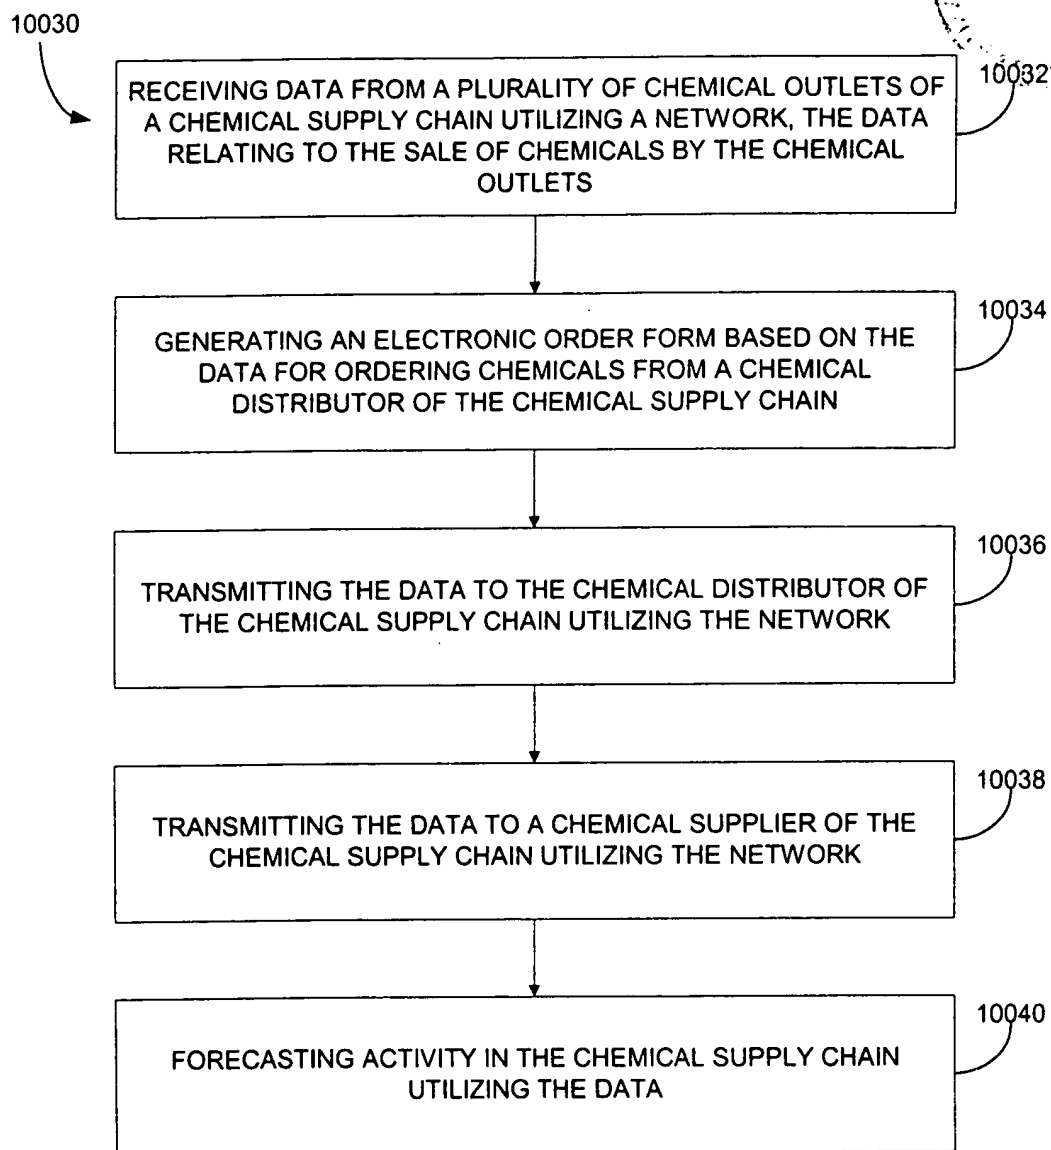 10030
10032
RECEIVING DATA FROM A PLURALITY OF CHEMICAL OUTLETS OF
A CHEMICAL SUPPLY CHAIN UTILIZING A NETWORK, THE DATA
RELATING TO THE SALE OF CHEMICALS BY THE CHEMICAL
OUTLETS
10034
GENERATING AN ELECTRONIC ORDER FORM BASED ON THE
DATA FOR ORDERING CHEMICALS FROM A CHEMICAL
DISTRIBUTOR OF THE CHEMICAL SUPPLY CHAIN
10036
TRANSMITTING THE DATA TO THE CHEMICAL DISTRIBUTOR OF
THE CHEMICAL SUPPLY CHAIN UTILIZING THE NETWORK
10038
TRANSMITTING THE DATA TO A CHEMICAL SUPPLIER OF THE
CHEMICAL SUPPLY CHAIN UTILIZING THE NETWORK
10040
FORECASTING ACTIVITY IN THE CHEMICAL SUPPLY CHAIN
UTILIZING THE DATA